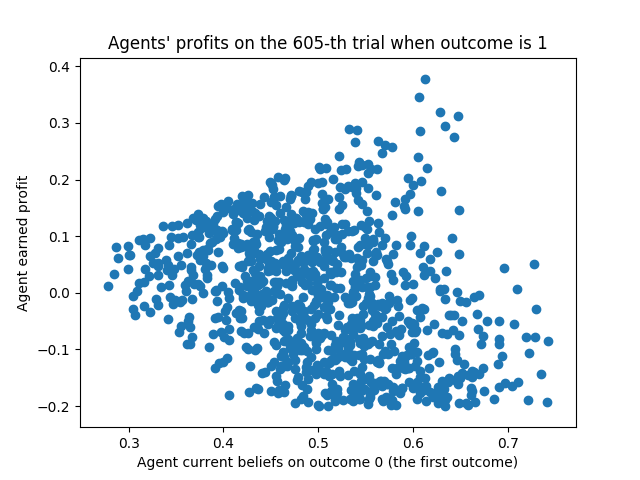 Agents' profits on the 605-th trial when outcome is 1
0.4
0.3
0.2
0.1
0.0
−0.1
−0.2
Agent earned profit
0.3 0.4 0.5 0.6 0.7
Agent current beliefs on outcome 0 (the first outcome)